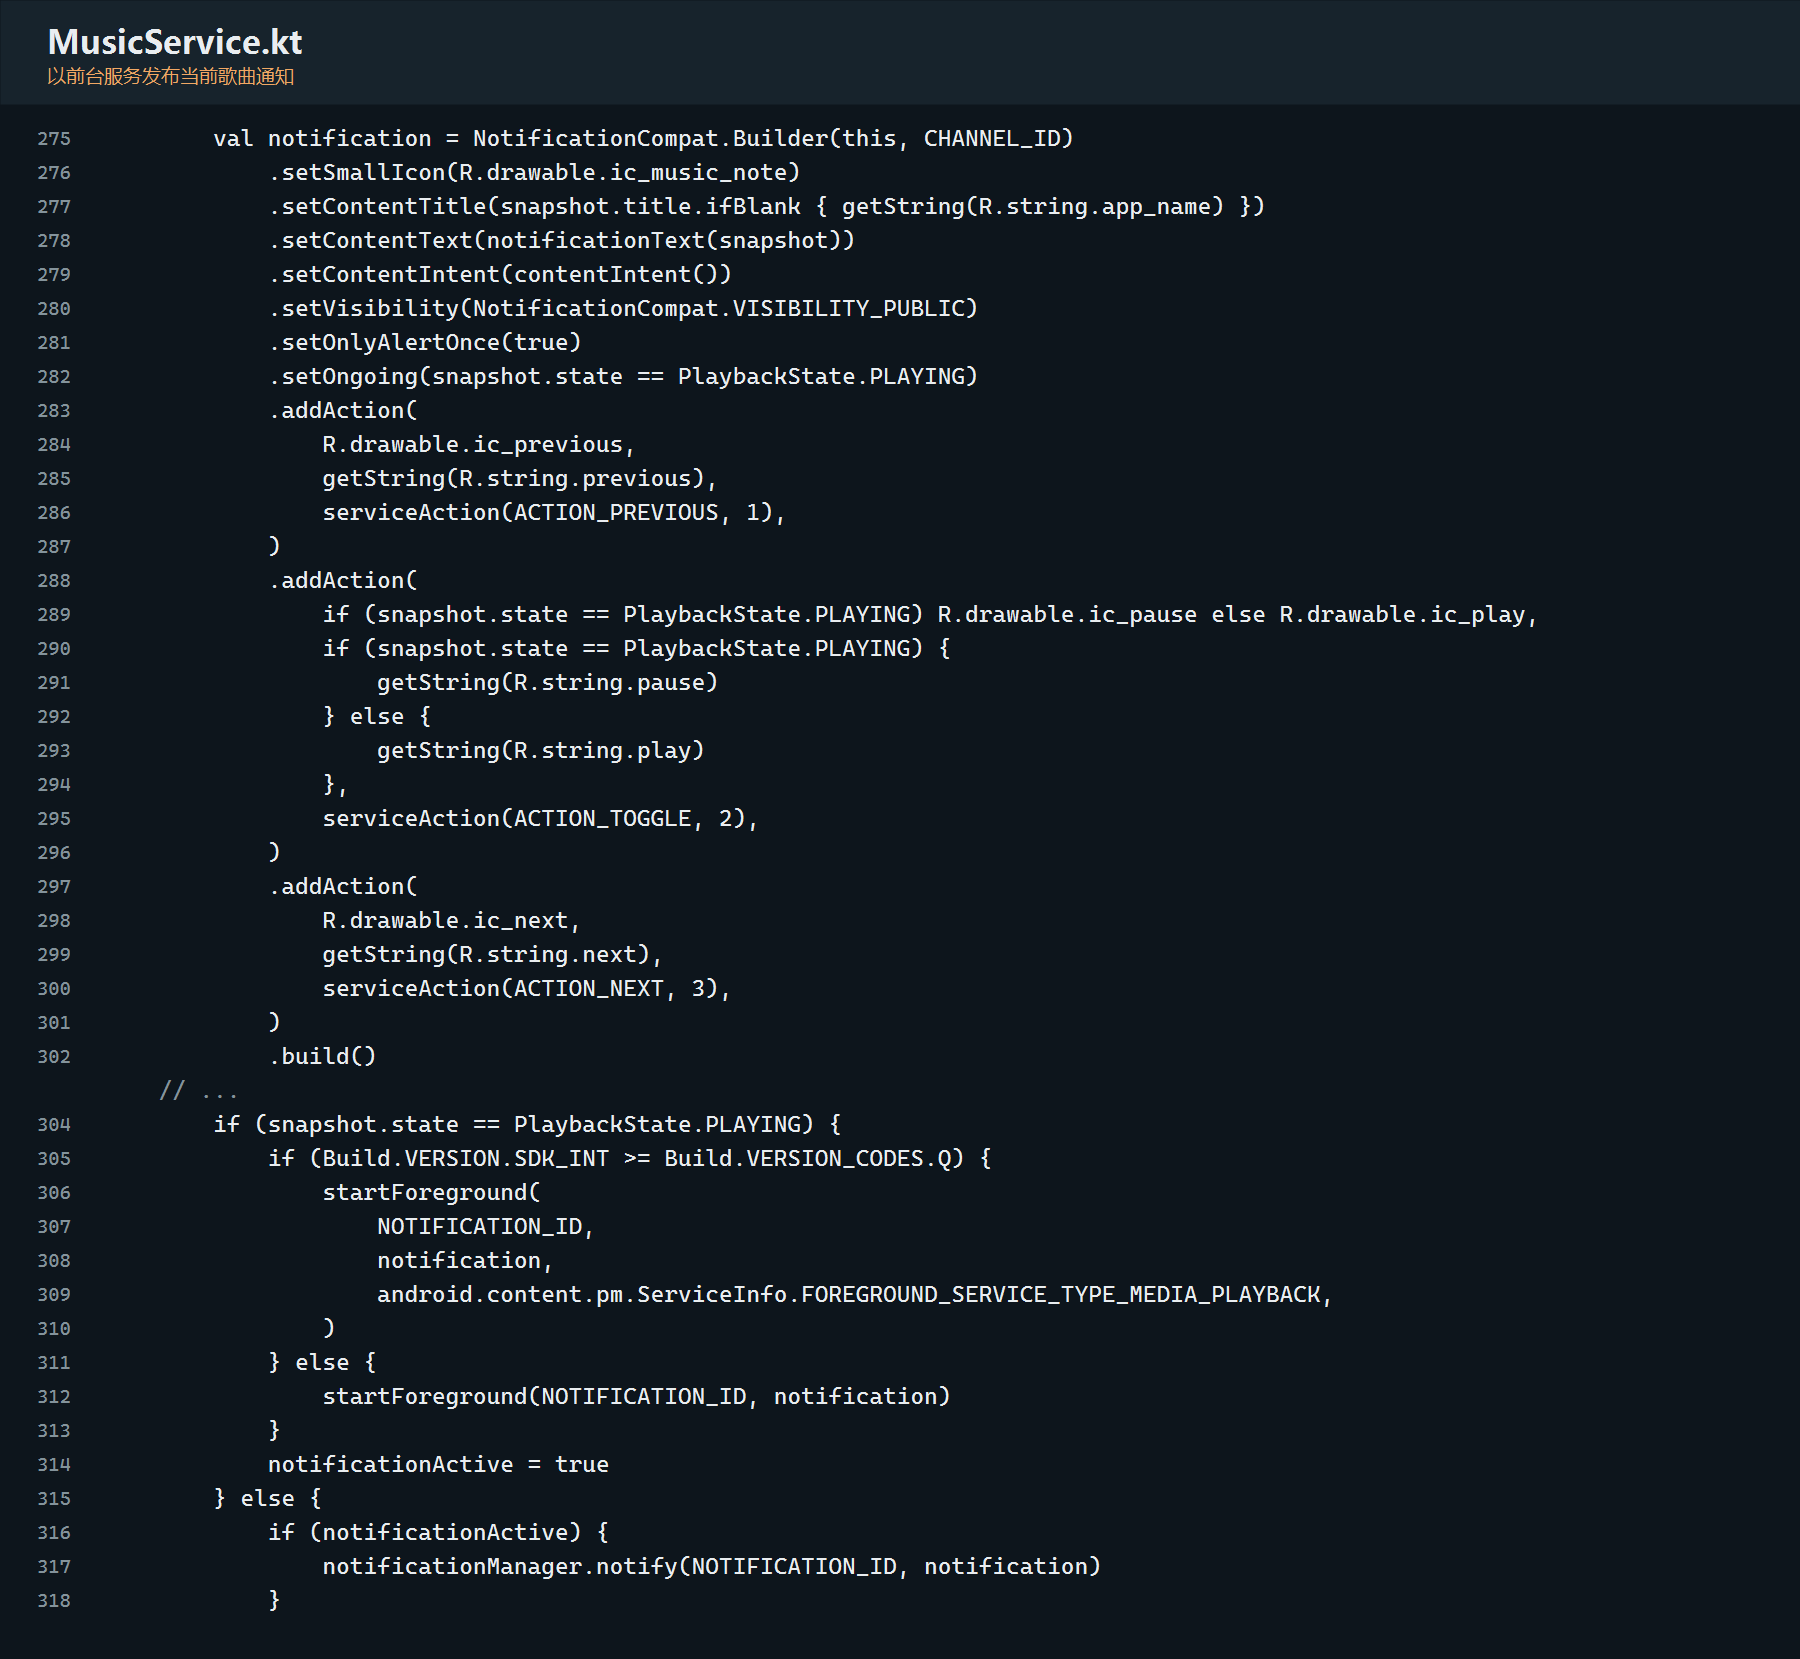 MusicService.kt
以前台服务发布当前歌曲通知
275 val notification = NotificationCompat.Builder(this, CHANNEL_ID)
276 .setSmallIcon(R.drawable.ic_music_note)
277 .setContentTitle(snapshot.title.ifBlank { getString(R.string.app_name) })
278 .setContentText(notificationText(snapshot))
279 .setContentIntent(contentIntent())
280 .setVisibility(NotificationCompat.VISIBILITY_PUBLIC)
281 .setOnlyAlertOnce(true)
282 .setOngoing(snapshot.state == PlaybackState.PLAYING)
283 .addAction(
284 R.drawable.ic_previous,
285 getString(R.string.previous),
286 serviceAction(ACTION_PREVIOUS, 1),
287 )
288 .addAction(
289 if (snapshot.state == PlaybackState.PLAYING) R.drawable.ic_pause else R.drawable.ic_play,
290 if (snapshot.state == PlaybackState.PLAYING) {
291 getString(R.string.pause)
292 } else {
293 getString(R.string.play)
294 },
295 serviceAction(ACTION_TOGGLE, 2),
296 )
297 .addAction(
298 R.drawable.ic_next,
299 getString(R.string.next),
300 serviceAction(ACTION_NEXT, 3),
301 )
302 .build()
// ...
304 if (snapshot.state == PlaybackState.PLAYING) {
305 if (Build.VERSION.SDK_INT >= Build.VERSION_CODES.Q) {
306 startForeground(
307 NOTIFICATION_ID,
308 notification,
309 android.content.pm.ServiceInfo.FOREGROUND_SERVICE_TYPE_MEDIA_PLAYBACK,
310 )
311 } else {
312 startForeground(NOTIFICATION_ID, notification)
313 }
314 notificationActive = true
315 } else {
316 if (notificationActive) {
317 notificationManager.notify(NOTIFICATION_ID, notification)
318 }